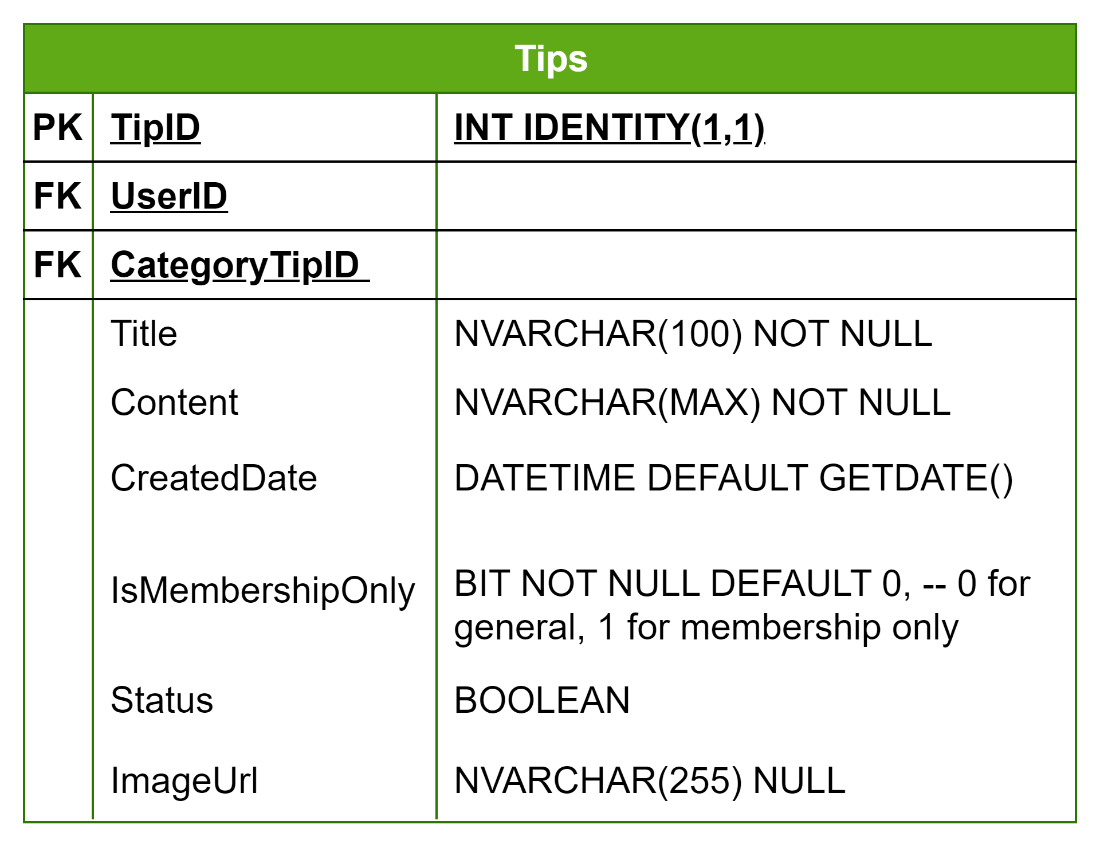 Tips
PK TipID INT IDENTITY(1,1)
FK UserID
FK CategoryTipID
Title NVARCHAR(100) NOT NULL
Content NVARCHAR(MAX) NOT NULL
CreatedDate DATETIME DEFAULT GETDATE()
IsMembershipOnly BIT NOT NULL DEFAULT 0, -- 0 for
general, 1 for membership only
Status BOOLEAN
ImageUrl NVARCHAR(255) NULL